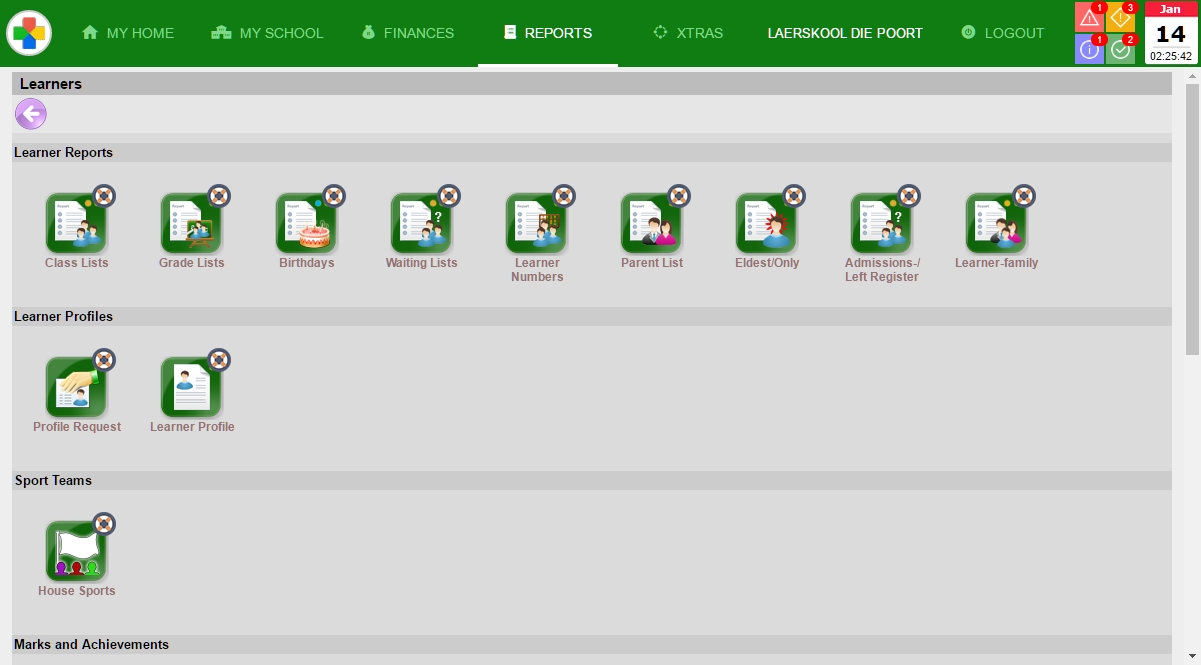 MY HOME
MY SCHOOL
FINANCES
REPORTS
XTRAS
LAERSKOOL DIE POORT
LOGOUT
1
3
1
2
Jan
14
02:25:42
Learners
Learner Reports
Class Lists
Grade Lists
Birthdays
Waiting Lists
Learner
Numbers
Parent List
Eldest/Only
Admissions-/
Left Register
Learner-family
Learner Profiles
Profile Request
Learner Profile
Sport Teams
House Sports
Marks and Achievements